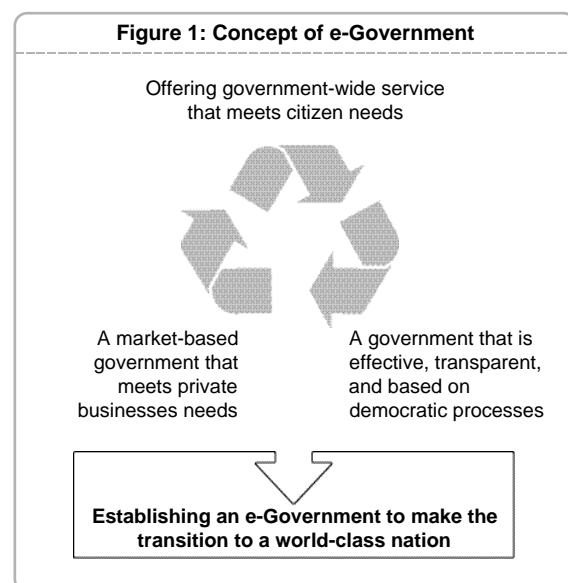 Figure 1: Concept of e-Government
Offering government-wide service
that meets citizen needs
A market-based
government that
meets private
businesses needs
A government that is
effective, transparent,
and based on
democratic processes
Establishing an e-Government to make the
transition to a world-class nation